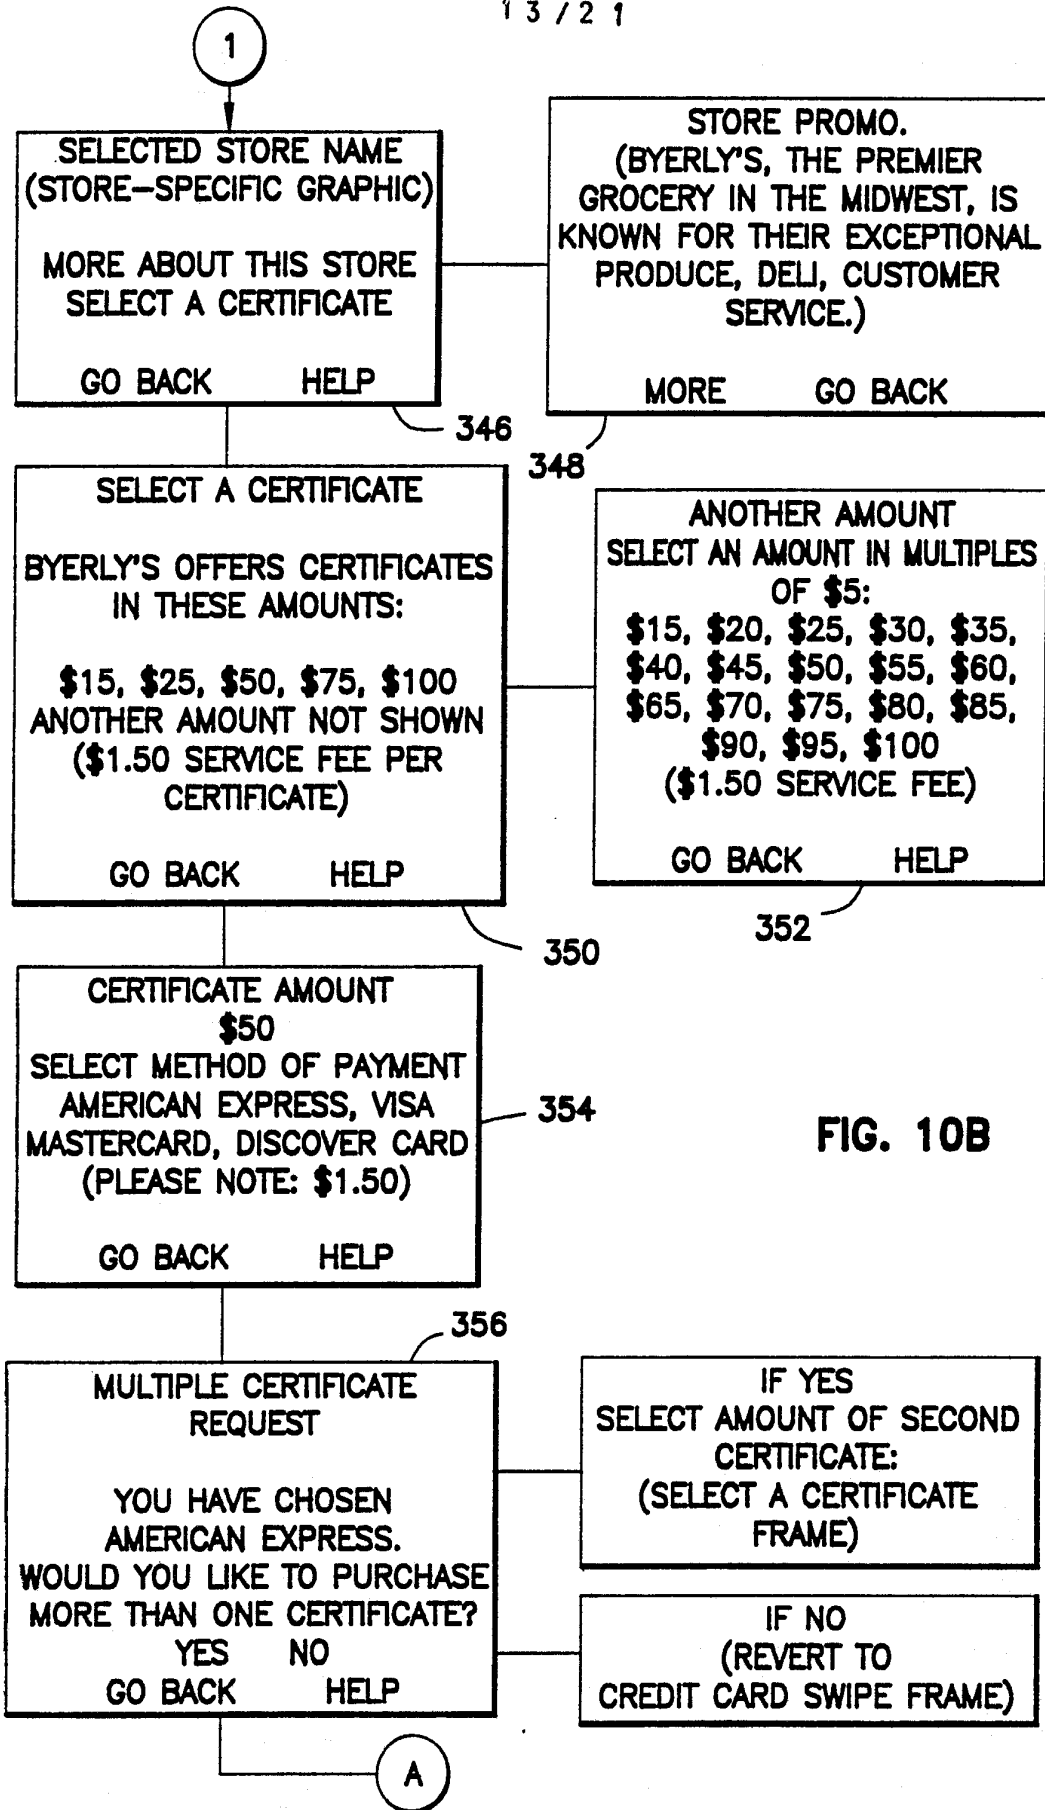 13/21
1
SELECTED STORE NAME
(STORE-SPECIFIC GRAPHIC)
MORE ABOUT THIS STORE
SELECT A CERTIFICATE
GO BACK HELP
346
STORE PROMO.
(BYERLY'S, THE PREMIER
GROCERY IN THE MIDWEST, IS
KNOWN FOR THEIR EXCEPTIONAL
PRODUCE, DELI, CUSTOMER
SERVICE.)
MORE GO BACK
348
SELECT A CERTIFICATE
BYERLY'S OFFERS CERTIFICATES
IN THESE AMOUNTS:
$15, $25, $50, $75, $100
ANOTHER AMOUNT NOT SHOWN
($1.50 SERVICE FEE PER
CERTIFICATE)
GO BACK HELP
350
ANOTHER AMOUNT
SELECT AN AMOUNT IN MULTIPLES
OF $5:
$15, $20, $25, $30, $35,
$40, $45, $50, $55, $60,
$65, $70, $75, $80, $85,
$90, $95, $100
($1.50 SERVICE FEE)
GO BACK HELP
352
CERTIFICATE AMOUNT
$50
SELECT METHOD OF PAYMENT
AMERICAN EXPRESS, VISA
MASTERCARD, DISCOVER CARD
(PLEASE NOTE: $1.50)
GO BACK HELP
354
FIG. 10B
356
MULTIPLE CERTIFICATE
REQUEST
YOU HAVE CHOSEN
AMERICAN EXPRESS.
WOULD YOU LIKE TO PURCHASE
MORE THAN ONE CERTIFICATE?
YES NO
GO BACK HELP
IF YES
SELECT AMOUNT OF SECOND
CERTIFICATE:
(SELECT A CERTIFICATE
FRAME)
IF NO
(REVERT TO
CREDIT CARD SWIPE FRAME)
A